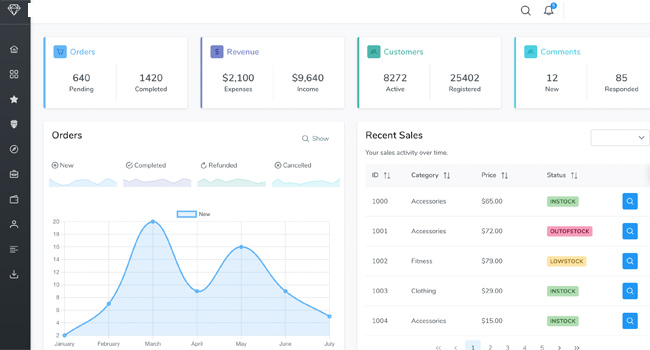 5
Orders
640 1420
Pending Completed
Revenue
$2,100 $9,640
Expenses Income
Customers
8272 25402
Active Registered
Comments
12 85
New Responded
Orders
Show
New Completed Refunded Cancelled
New
20
18
16
14
12
10
8
6
4
2
January February March April May June July
Recent Sales
Your sales activity over time.
ID Category Price Status
1000 Accessories $65.00 INSTOCK
1001 Accessories $72.00 OUTOFSTOCK
1002 Fitness $79.00 LOWSTOCK
1003 Clothing $29.00 INSTOCK
1004 Accessories $15.00 INSTOCK
<< < 1 2 3 4 5 > >>